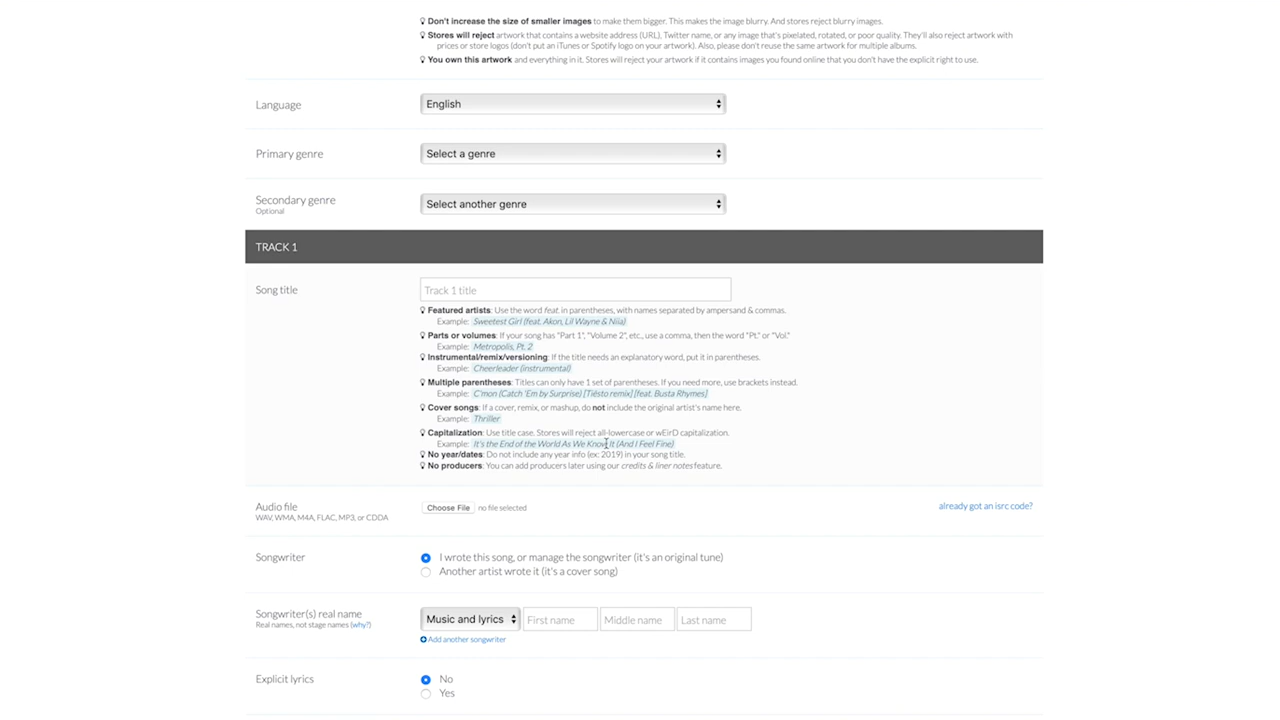 Don't increase the size of smaller images to make them bigger. This makes the image blurry. And stores reject blurry images.
Stores will reject artwork that contains a website address (URL), Twitter name, or any image that's pixelated, rotated, or poor quality. They'll also reject artwork with
prices or store logos (don't put an iTunes or Spotify logo on your artwork). Also, please don't reuse the same artwork for multiple albums.
You own this artwork and everything in it. Stores will reject your artwork if it contains images you found online that you don't have the explicit right to use.
Language
English
Primary genre
Select a genre
Secondary genre
Optional
Select another genre
TRACK 1
Song title
Track 1 title
Featured artists: Use the word feat. in parentheses, with names separated by ampersand & commas.
Example: Sweetest Girl (feat. Akon, Lil Wayne & Niia)
Parts or volumes: If your song has "Part 1", "Volume 2", etc., use a comma, then the word "Pt." or "Vol."
Example: Metropolis, Pt. 2
Instrumental/remix/versioning: If the title needs an explanatory word, put it in parentheses.
Example: Cheerleader (instrumental)
Multiple parentheses: Titles can only have 1 set of parentheses. If you need more, use brackets instead.
Example: C'mon (Catch 'Em by Surprise) [Tiësto remix] [feat. Busta Rhymes]
Cover songs: If a cover, remix, or mashup, do not include the original artist's name here.
Example: Thriller
Capitalization: Use title case. Stores will reject all-lowercase or wEirD capitalization.
Example: It's the End of the World As We Know It (And I Feel Fine)
No year/dates: Do not include any year info (ex: 2019) in your song title.
No producers: You can add producers later using our credits & liner notes feature.
Audio file
WAV, WMA, M4A, FLAC, MP3, or CDDA
Choose File no file selected
already got an isrc code?
Songwriter
I wrote this song, or manage the songwriter (it's an original tune)
Another artist wrote it (it's a cover song)
Songwriter(s) real name
Real names, not stage names (why?)
Music and lyrics First name Middle name Last name
Add another songwriter
Explicit lyrics
No
Yes